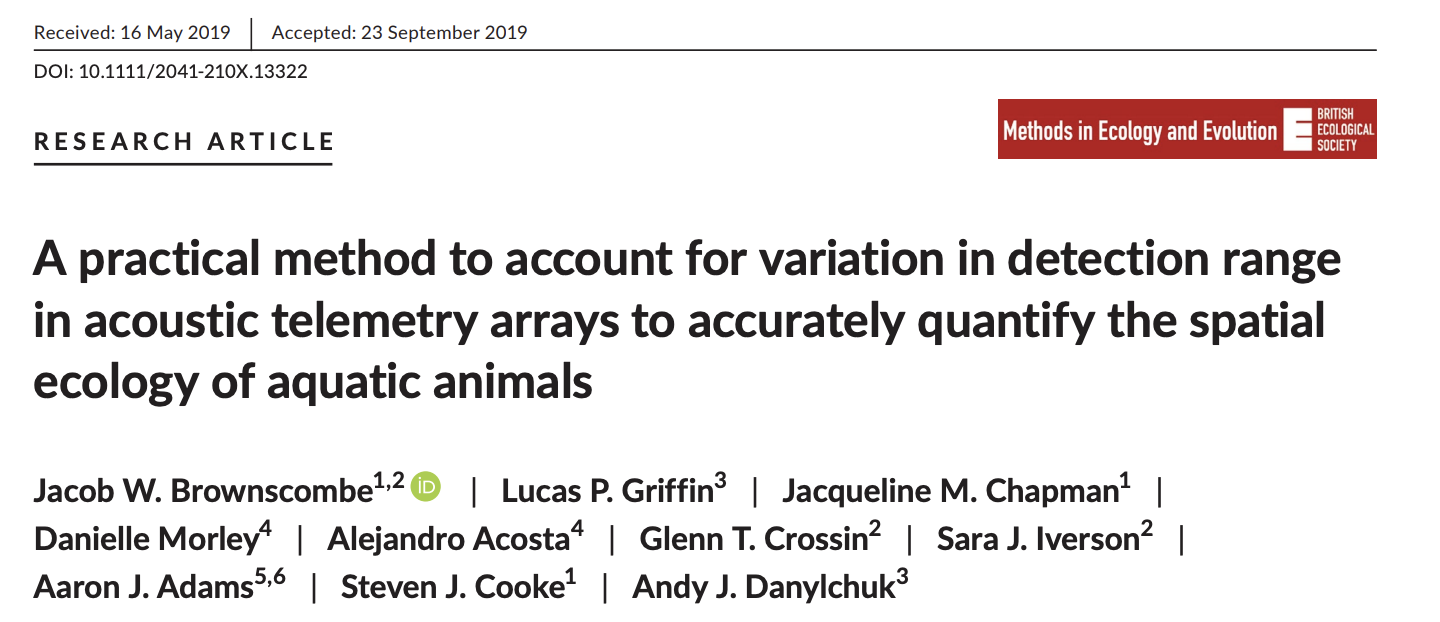 Received: 16 May 2019 | Accepted: 23 September 2019
DOI: 10.1111/2041-210X.13322
RESEARCH ARTICLE
Methods in Ecology and Evolution
BRITISH
ECOLOGICAL
SOCIETY
A practical method to account for variation in detection range
in acoustic telemetry arrays to accurately quantify the spatial
ecology of aquatic animals
Jacob W. Brownscombe1,2 iD | Lucas P. Griffin3 | Jacqueline M. Chapman1 |
Danielle Morley4 | Alejandro Acosta4 | Glenn T. Crossin2 | Sara J. Iverson2 |
Aaron J. Adams5,6 | Steven J. Cooke1 | Andy J. Danylchuk3